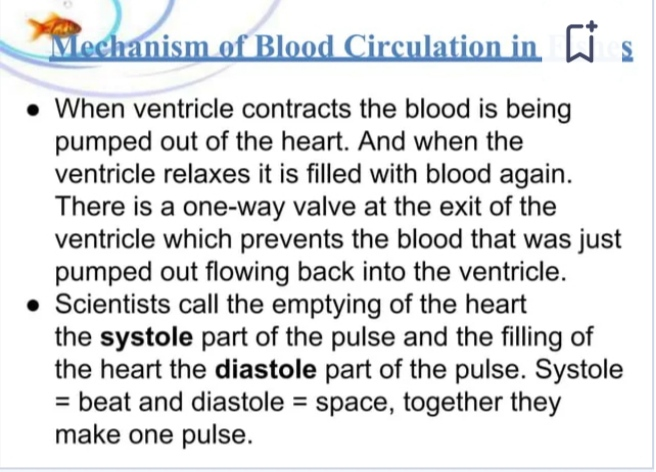 Mechanism of Blood Circulation in
● When ventricle contracts the blood is being
pumped out of the heart. And when the
ventricle relaxes it is filled with blood again.
There is a one-way valve at the exit of the
ventricle which prevents the blood that was just
pumped out flowing back into the ventricle.
● Scientists call the emptying of the heart
the systole part of the pulse and the filling of
the heart the diastole part of the pulse. Systole
= beat and diastole = space, together they
make one pulse.